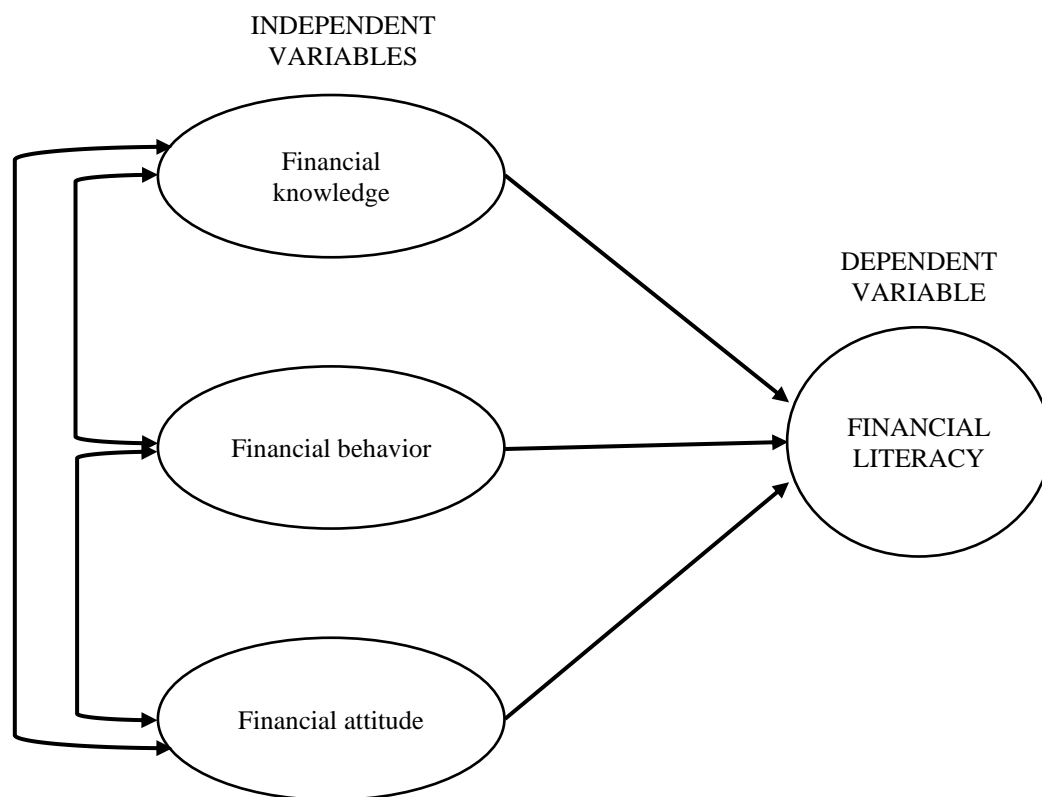 INDEPENDENT
VARIABLES
Financial
knowledge
DEPENDENT
VARIABLE
Financial behavior
FINANCIAL
LITERACY
Financial attitude